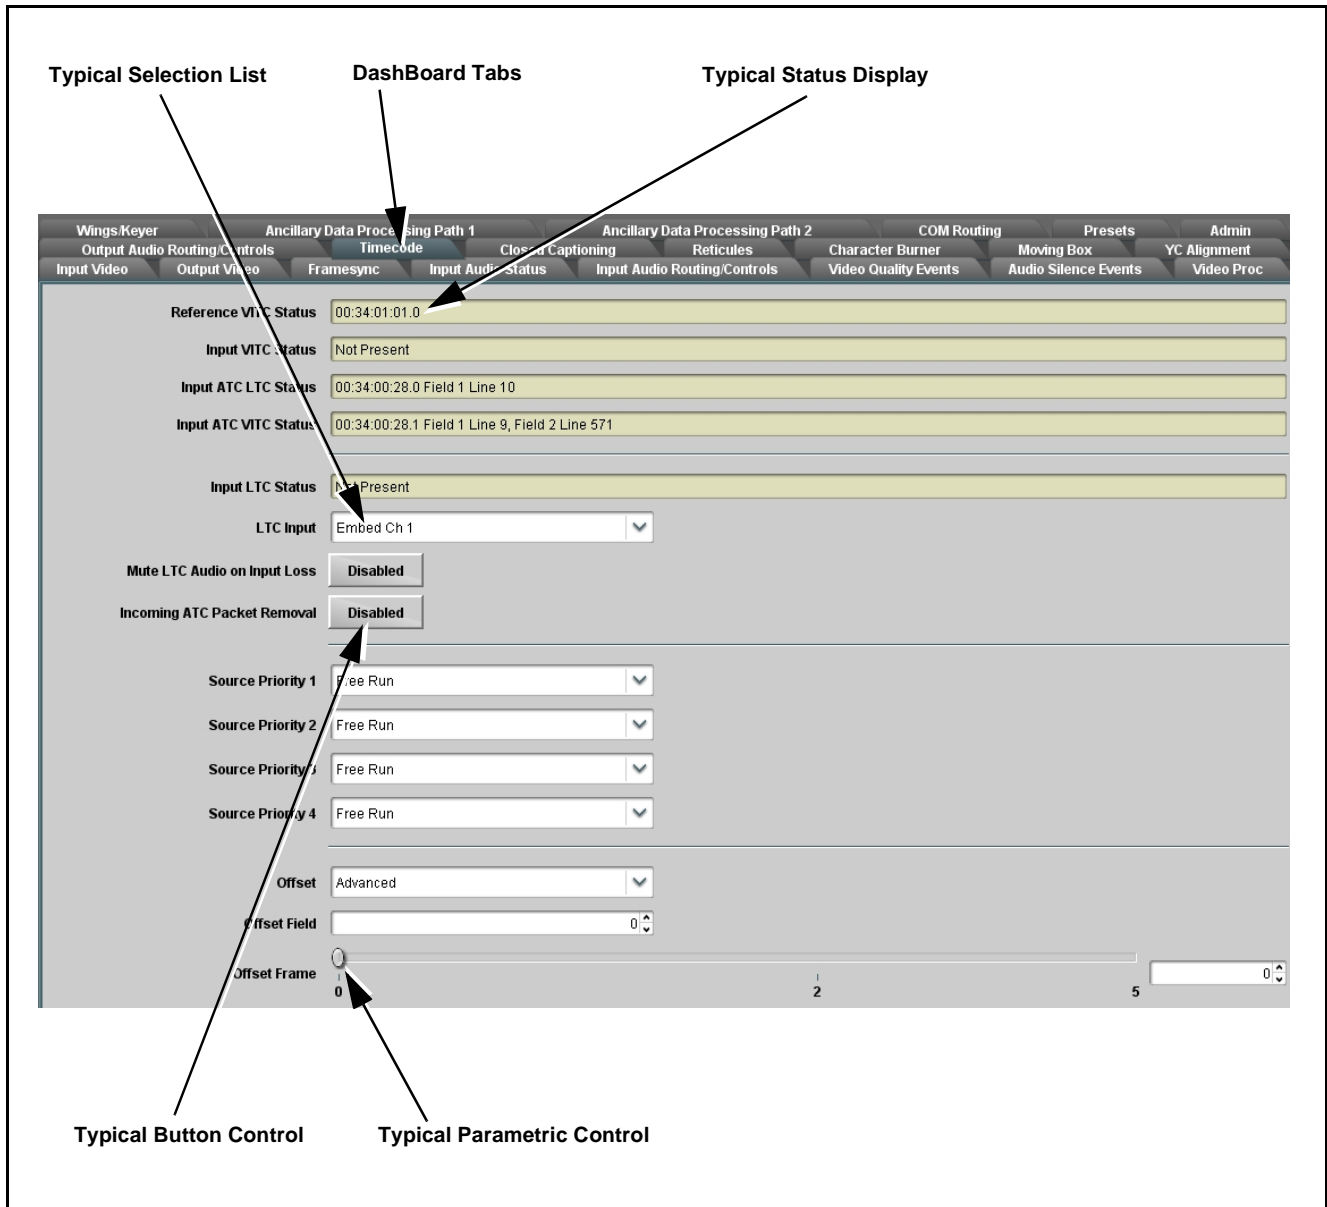 Typical Selection List DashBoard Tabs Typical Status Display
Wings/Keyer Ancillary Data Processing Path 1 Ancillary Data Processing Path 2 COM Routing Presets Admin
Output Audio Routing/Controls Timecode Closed Captioning Reticules Character Burner Moving Box YC Alignment
Input Video Output Video Framesync Input Audio Status Input Audio Routing/Controls Video Quality Events Audio Silence Events Video Proc
Reference VITC Status 00:34:01:01.0
Input VITC Status Not Present
Input ATC LTC Status 00:34:00:28.0 Field 1 Line 10
Input ATC VITC Status 00:34:00:28.1 Field 1 Line 9, Field 2 Line 571
Input LTC Status Not Present
LTC Input Embed Ch 1
Mute LTC Audio on Input Loss Disabled
Incoming ATC Packet Removal Disabled
Source Priority 1 Free Run
Source Priority 2 Free Run
Source Priority 3 Free Run
Source Priority 4 Free Run
Offset Advanced
Offset Field 0
Offset Frame 0 2 5 0
Typical Button Control Typical Parametric Control